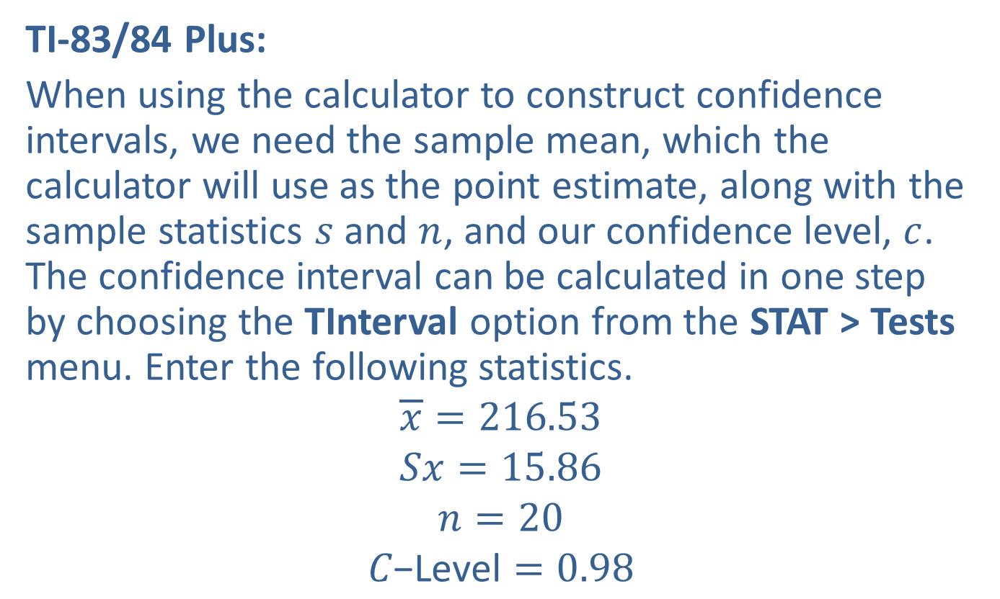 TI-83/84 Plus:
When using the calculator to construct confidence
intervals, we need the sample mean, which the
calculator will use as the point estimate, along with the
sample statistics s and n, and our confidence level, c.
The confidence interval can be calculated in one step
by choosing the TInterval option from the STAT > Tests
menu. Enter the following statistics.
x̅ = 216.53
Sx = 15.86
n = 20
C−Level = 0.98